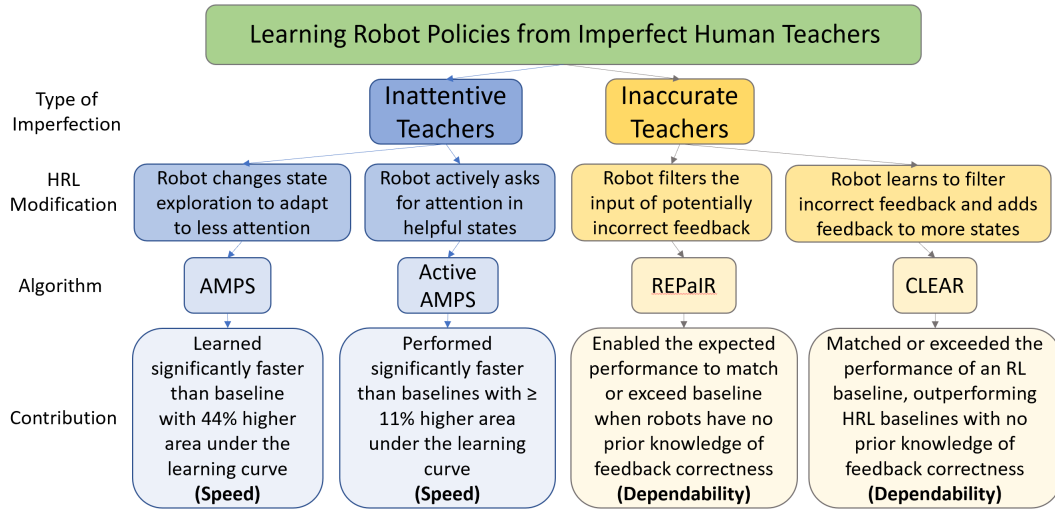 Learning Robot Policies from Imperfect Human Teachers
Type of
Imperfection
Inattentive
Teachers
Inaccurate
Teachers
HRL
Modification
Robot changes state
exploration to adapt
to less attention
Robot actively asks
for attention in
helpful states
Robot filters the
input of potentially
incorrect feedback
Robot learns to filter
incorrect feedback and adds
feedback to more states
Algorithm
AMPS
Active
AMPS
REPaIR
CLEAR
Contribution
Learned
significantly faster
than baseline
with 44% higher
area under the
learning curve
(Speed)
Performed
significantly faster
than baselines with ≥
11% higher area
under the learning
curve
(Speed)
Enabled the expected
performance to match
or exceed baseline
when robots have no
prior knowledge of
feedback correctness
(Dependability)
Matched or exceeded the
performance of an RL
baseline, outperforming
HRL baselines with no
prior knowledge of
feedback correctness
(Dependability)